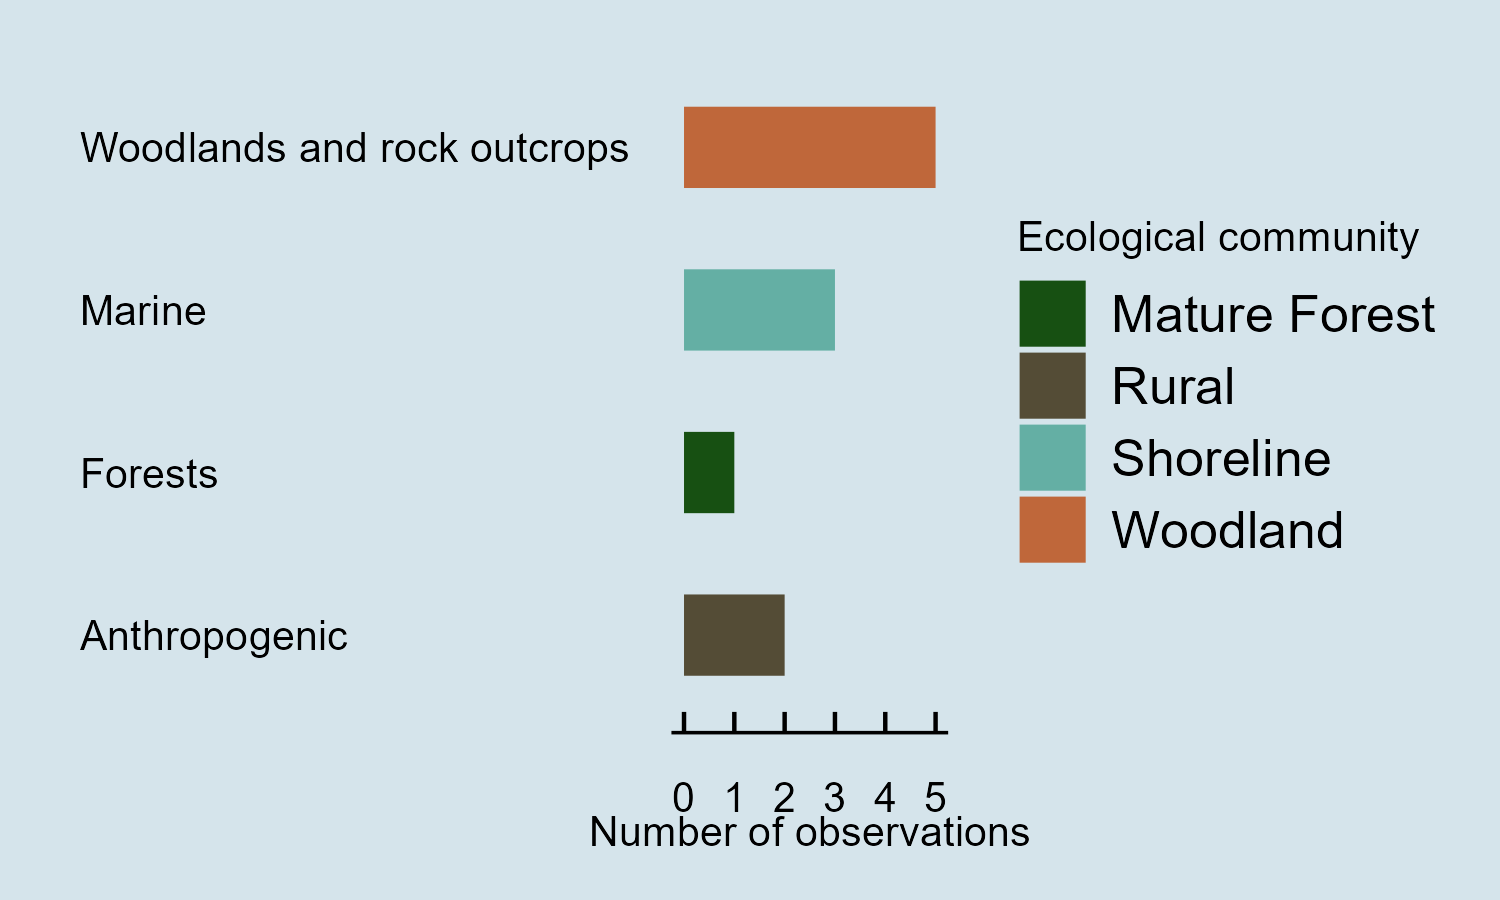 Woodlands and rock outcrops
Marine
Forests
Anthropogenic
0 1 2 3 4 5
Number of observations
Ecological community
Mature Forest
Rural
Shoreline
Woodland